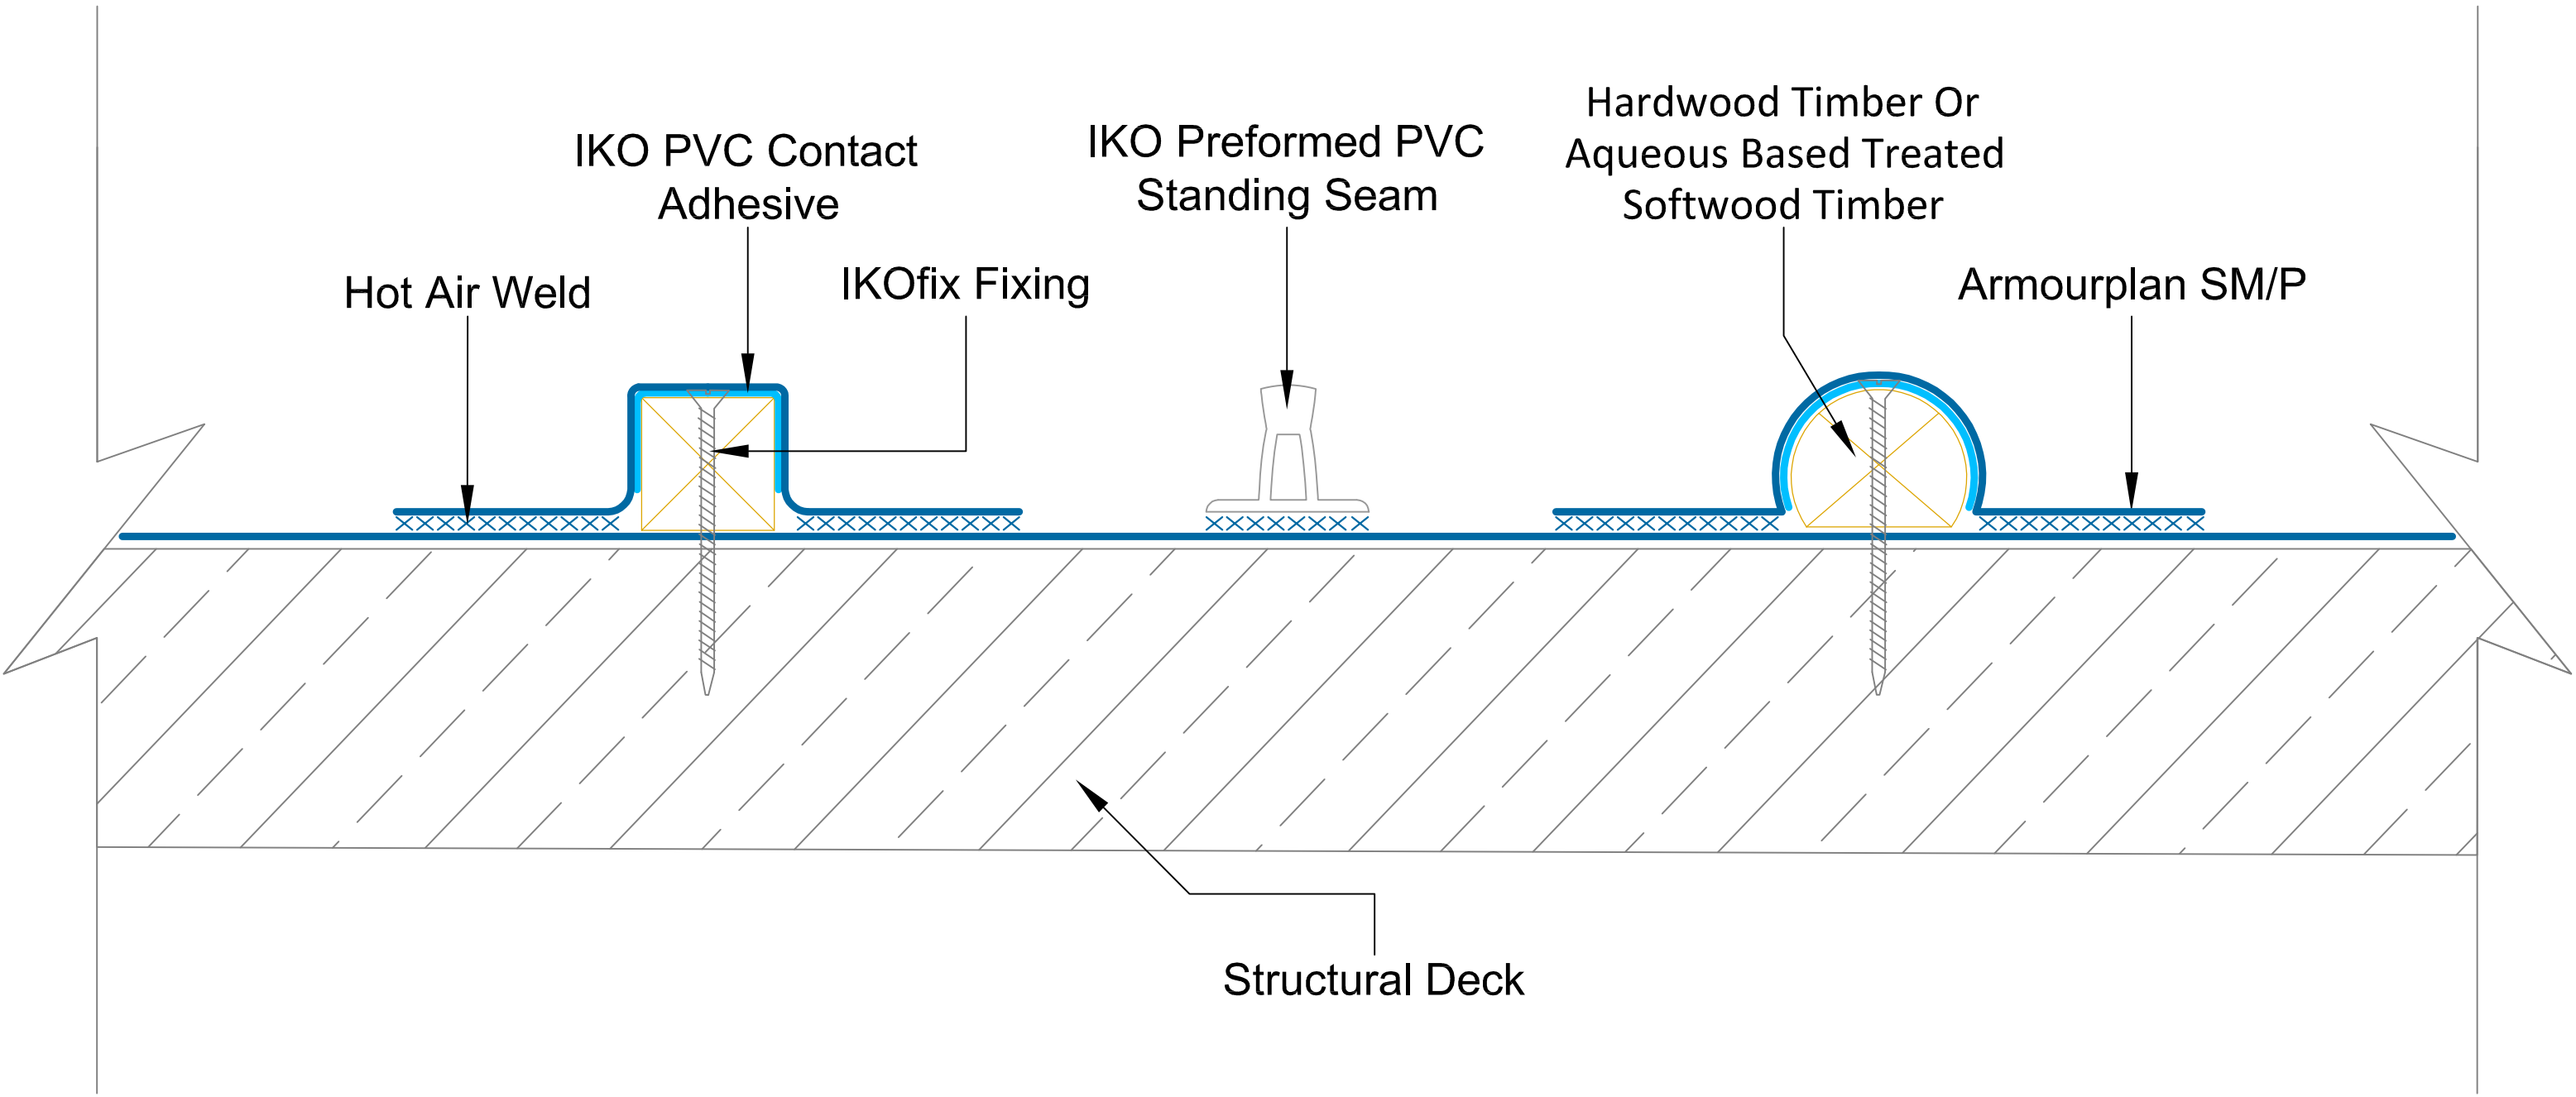 Hardwood Timber Or
Aqueous Based Treated
Softwood Timber
IKO PVC Contact
Adhesive
IKO Preformed PVC
Standing Seam
Hot Air Weld
IKOfix Fixing
Armourplan SM/P
Structural Deck